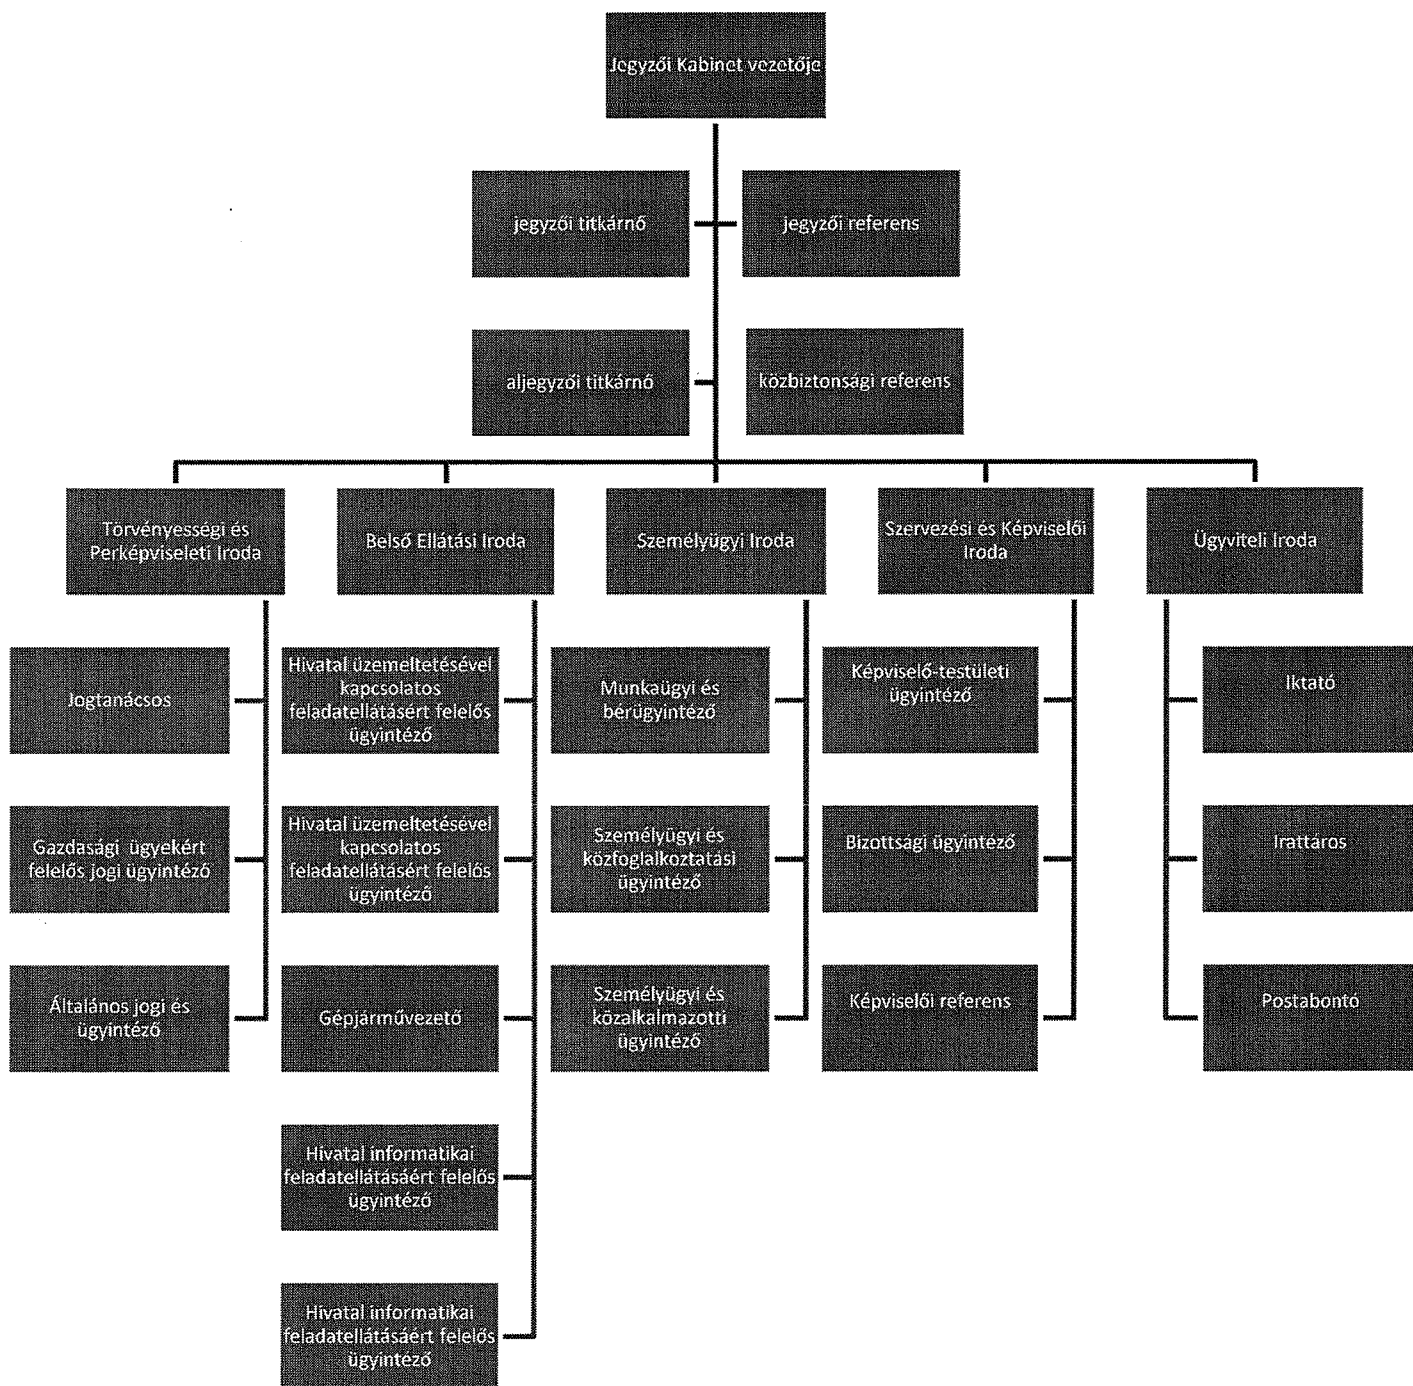 Jegyzői Kabinet vezetője
jegyzői titkárnő
jegyzői referens
aljegyzői titkárnő
közbiztonsági referens
Törvényességi és
Perképviseleti Iroda
Belső Ellátási Iroda
Személyügyi Iroda
Szervezési és Képviselői
Iroda
Ügyviteli Iroda
Jogtanácsos
Hivatal üzemeltetésével
kapcsolatos
feladatellátásért felelős
ügyintéző
Munkaügyi és
bérügyintéző
Képviselő-testületi
ügyintéző
Iktató
Gazdasági ügyekért
felelős jogi ügyintéző
Hivatal üzemeltetésével
kapcsolatos
feladatellátásért felelős
ügyintéző
Személyügyi és
közfoglalkoztatási
ügyintéző
Bizottsági ügyintéző
Irattáros
Általános jogi és
ügyintéző
Gépjárművezető
Személyügyi és
közalkalmazotti
ügyintéző
Képviselői referens
Postabontó
Hivatal informatikai
feladatellátásáért felelős
ügyintéző
Hivatal informatikai
feladatellátásáért felelős
ügyintéző